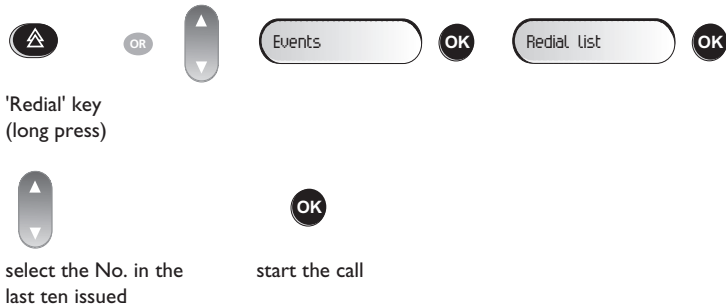 OR Events OK Redial list OK
'Redial' key
(long press)
OK
select the No. in the start the call
last ten issued